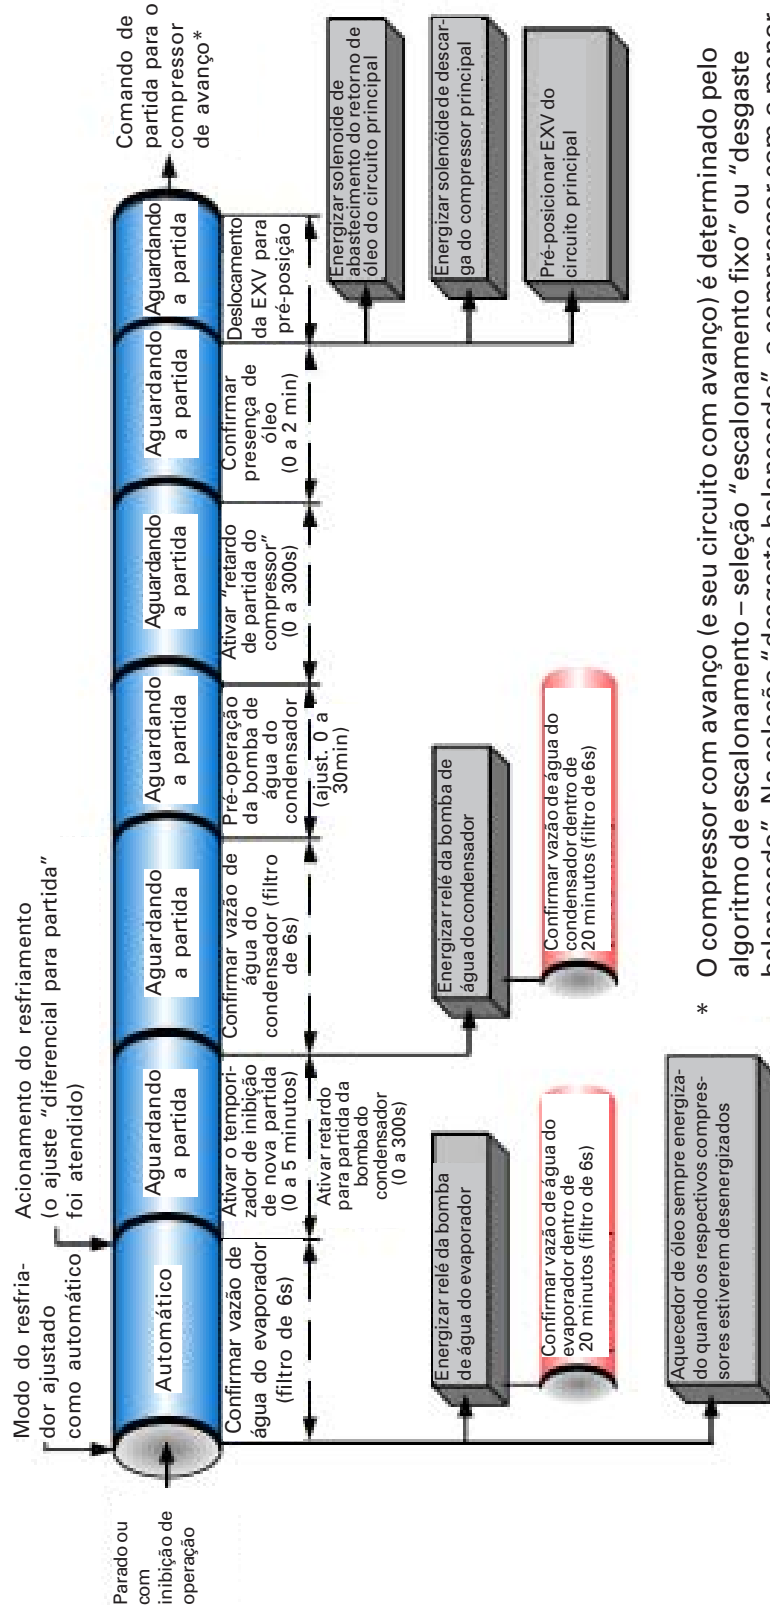 Parado ou
com
inibição de
operação
Modo do resfria-
dor ajustado
como automático
Acionamento do resfriamento
(o ajuste “diferencial para partida”
foi atendido)
Automático
Aguardando
a partida
Aguardando
a partida
Aguardando
a partida
Aguardando
a partida
Aguardando
a partida
Aguardando
a partida
Comando de
partida para o
compressor
de avanço*
Confirmar vazão de
água do evaporador
(filtro de 6s)
Ativar o tempori-
zador de inibição
de nova partida
(0 a 5 minutos)
Ativar retardo
para partida da
bomba do
condensador
(0 a 300s)
Confirmar vazão de
água do
condensador (filtro
de 6s)
Pré-operação
da bomba de
água do
condensador
(ajust. 0 a
30min)
Ativar “retardo
de partida do
compressor”
(0 a 300s)
Confirmar
presença de
óleo
(0 a 2 min)
Deslocamento
da EXV para
pré-posição
Energizar relé da bomba
de água do evaporador
Confirmar vazão de água do
evaporador dentro de
20 minutos (filtro de 6s)
Aquecedor de óleo sempre energiza-
do quando os respectivos compres-
sores estiverem desenergizados
Energizar relé da bomba de
água do condensador
Confirmar vazão de água do
condensador dentro de
20 minutos (filtro de 6s)
Energizar solenoide de
abastecimento do retorno de
óleo do circuito principal
Energizar solenóide de descar-
ga do compressor principal
Pré-posicionar EXV do
circuito principal
* O compressor com avanço (e seu circuito com avanço) é determinado pelo
algoritmo de escalonamento – seleção “escalonamento fixo” ou “desgaste
balanceado”. Na seleção “desgaste balanceado”, o compressor com o menor